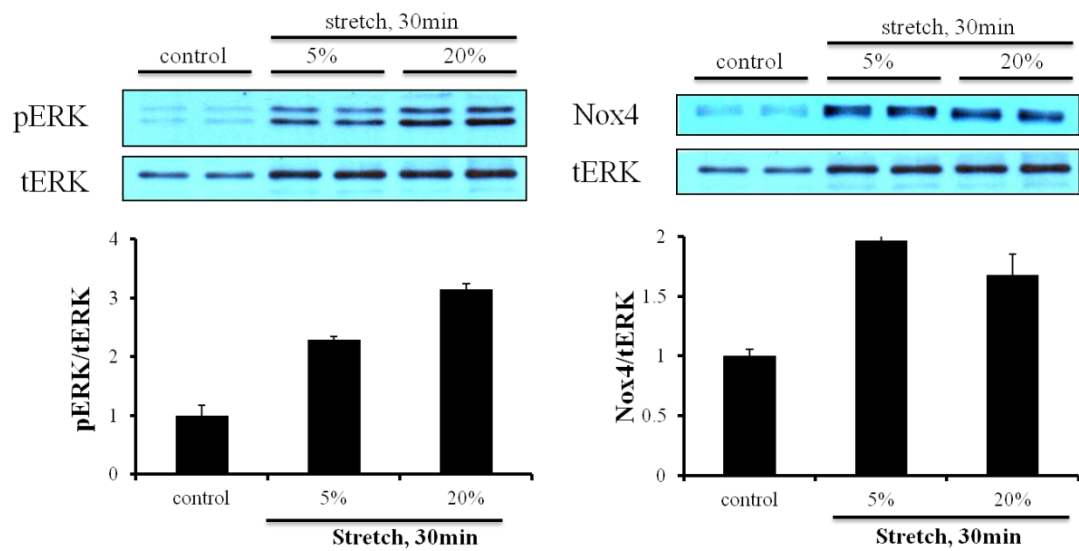 stretch, 30min
control 5% 20%
pERK
tERK
4
3
2
1
0
pERK/tERK
control 5% 20%
Stretch, 30min
stretch, 30min
control 5% 20%
Nox4
tERK
2
1.5
1
0.5
0
Nox4/tERK
control 5% 20%
Stretch, 30min